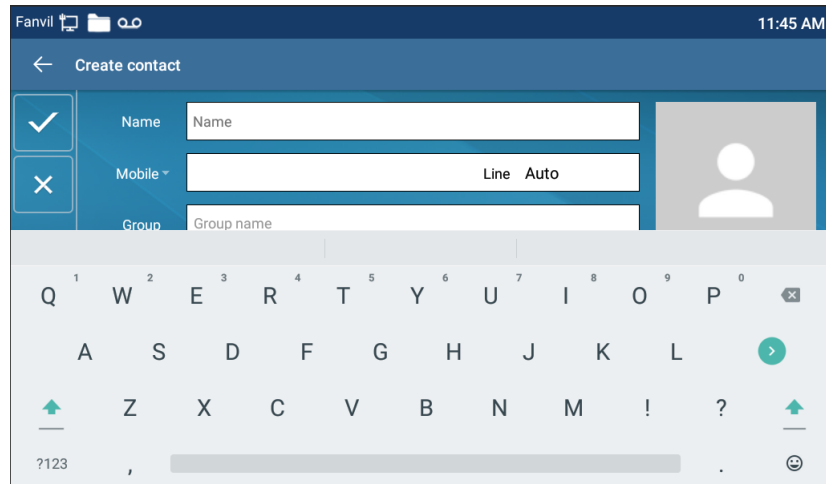 Fanvil 11:45 AM
Create contact
Name Name
Mobile Line Auto
Group Group name
1 2 3 4 5 6 7 8 9 0
Q W E R T Y U I O P
A S D F G H J K L
Z X C V B N M ! ?
?123 , .